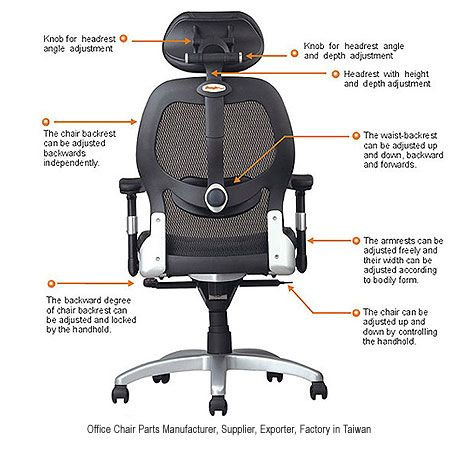 Knob for headrest
angle adjustment
Knob for headrest angle
and depth adjustment
Headrest with height
and depth adjustment
The chair backrest
can be adjusted
backwards
independently.
The waist-backrest
can be adjusted up
and down, backward
and forwards.
The armrests can be
adjusted freely and
their width can be
adjusted according
to bodily form.
The backward degree
of chair backrest can
be adjusted and locked
by the handhold.
The chair can be
adjusted up and
down by controlling
the handhold.
Office Chair Parts Manufacturer, Supplier, Exporter, Factory in Taiwan